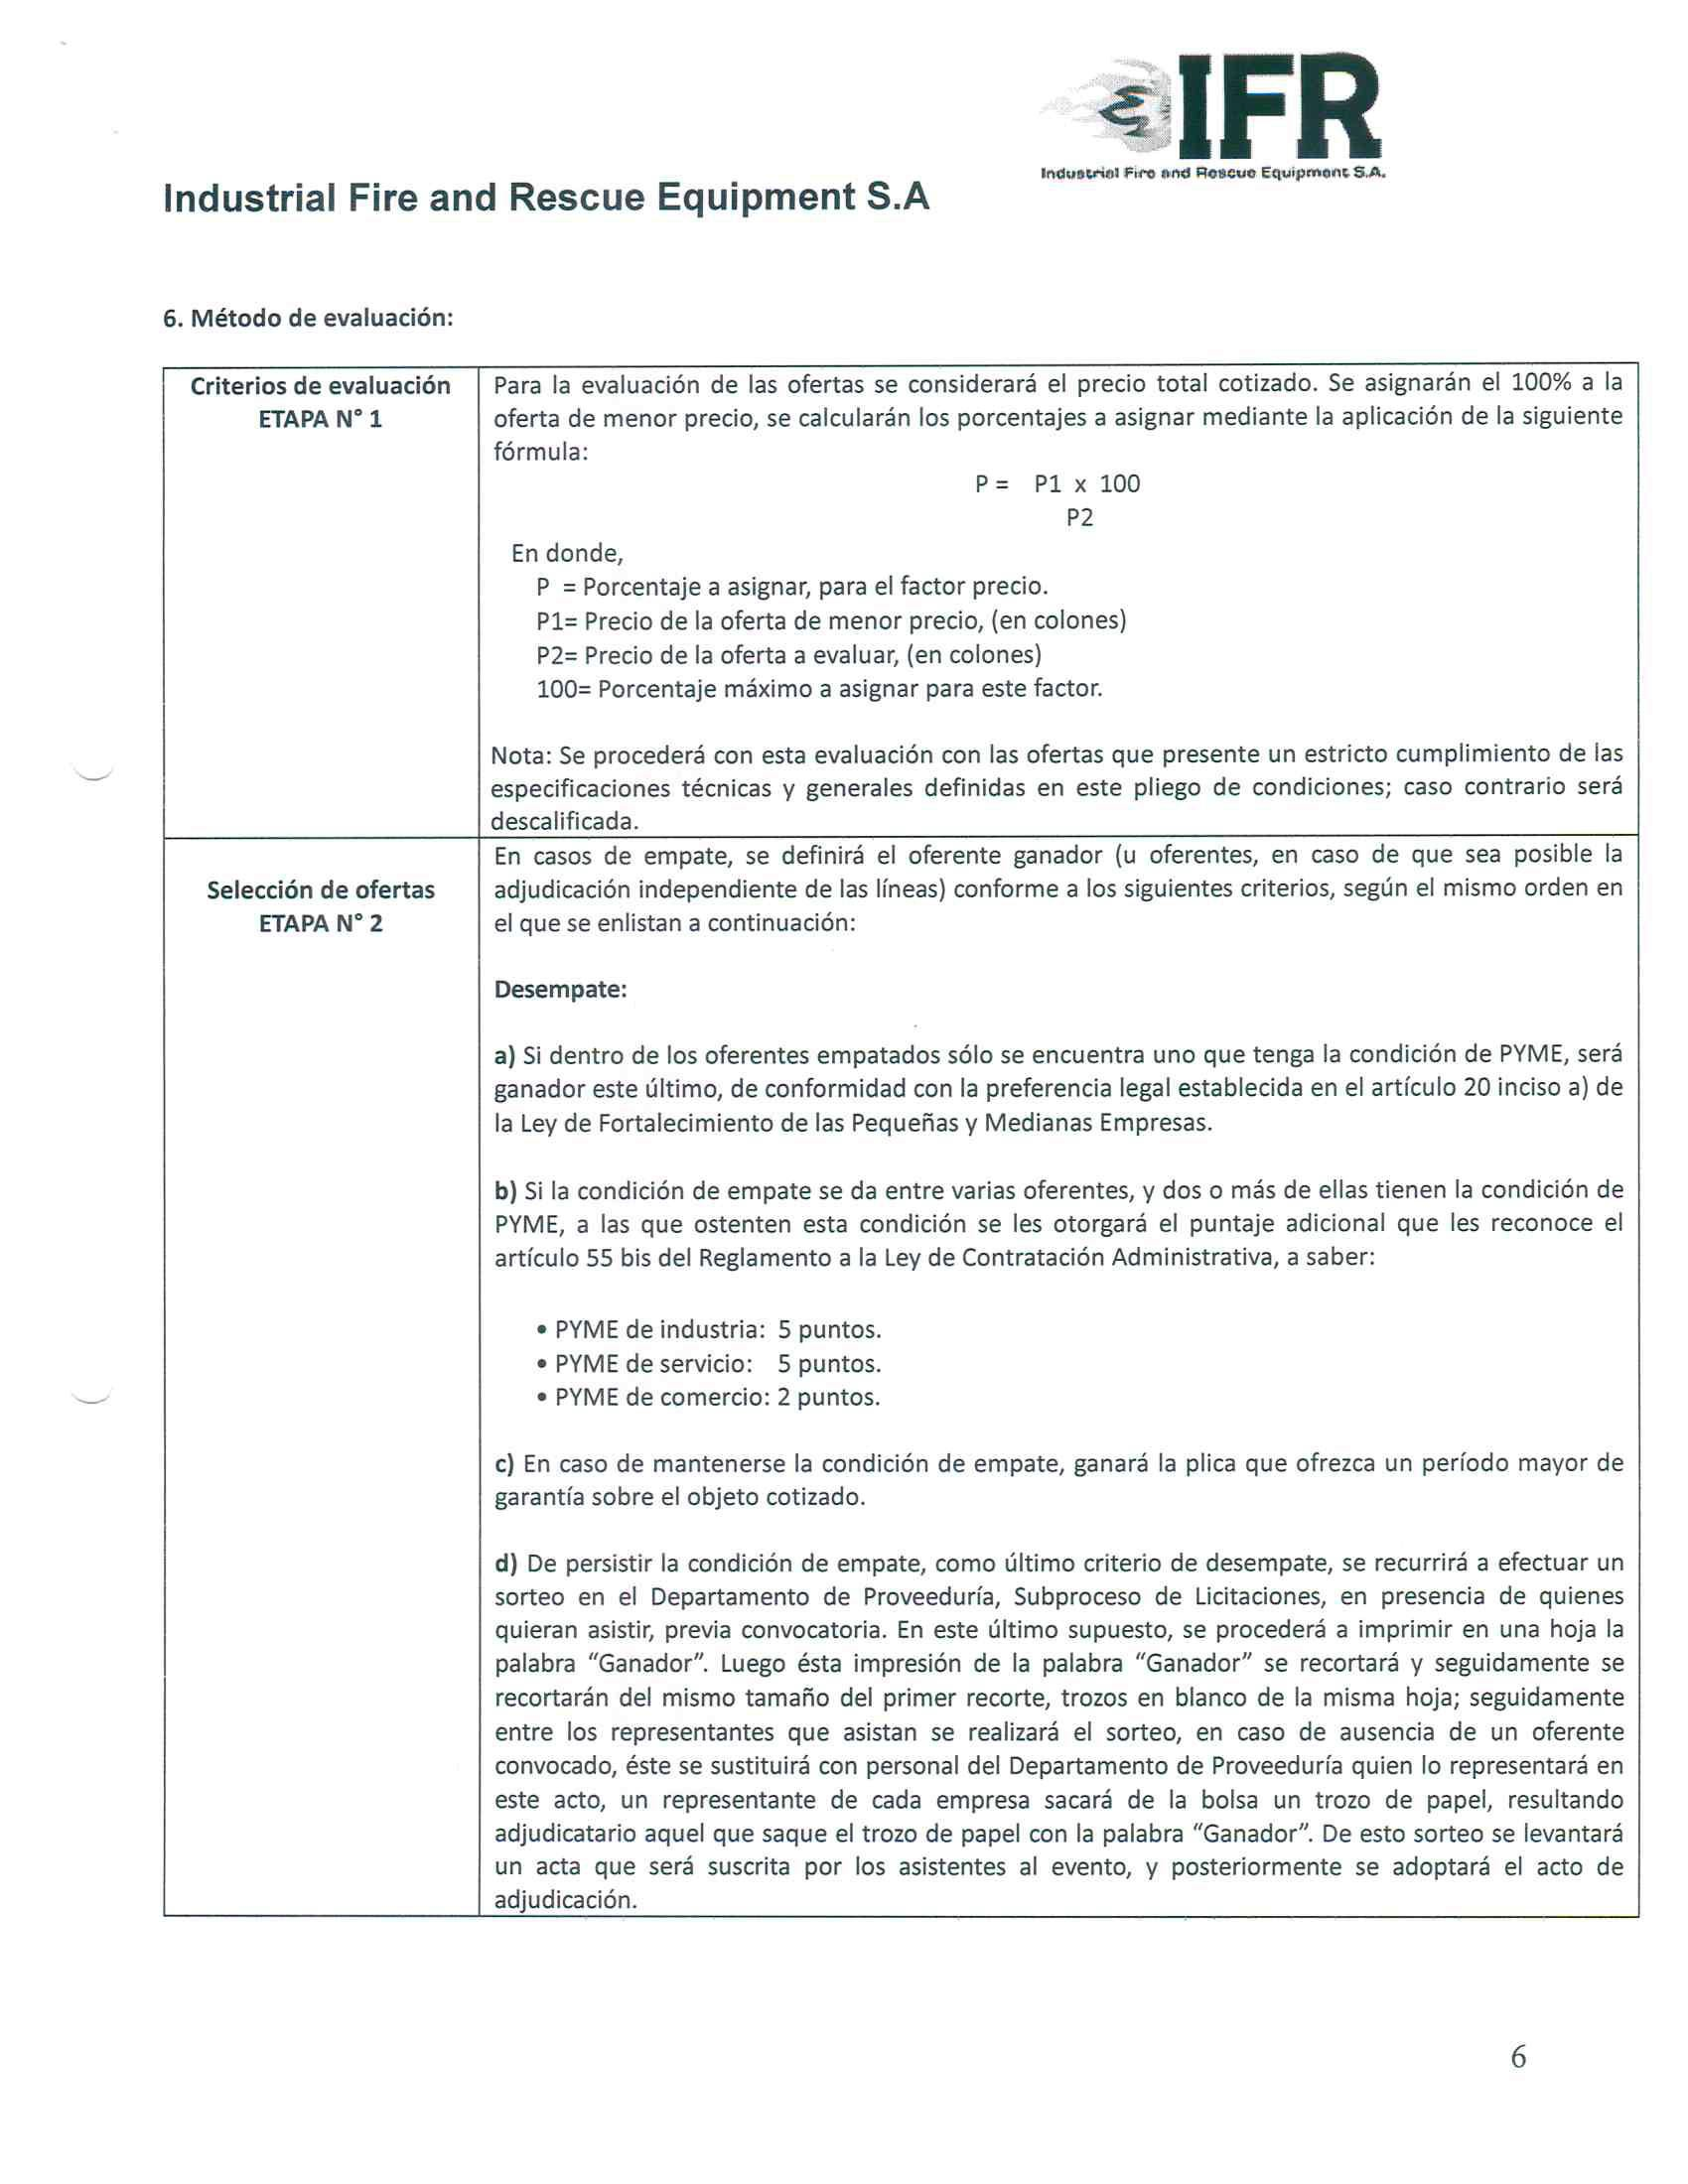 IFR
Industrial Fire and Rescue Equipment S.A.
Industrial Fire and Rescue Equipment S.A
6. Método de evaluación:
Criterios de evaluación
ETAPA N° 1
Para la evaluación de las ofertas se considerará el precio total cotizado. Se asignarán el 100% a la
oferta de menor precio, se calcularán los porcentajes a asignar mediante la aplicación de la siguiente
fórmula:
P = P1 x 100
P2
En donde,
P = Porcentaje a asignar, para el factor precio.
P1= Precio de la oferta de menor precio, (en colones)
P2= Precio de la oferta a evaluar, (en colones)
100= Porcentaje máximo a asignar para este factor.
Nota: Se procederá con esta evaluación con las ofertas que presente un estricto cumplimiento de las
especificaciones técnicas y generales definidas en este pliego de condiciones; caso contrario será
descalificada.
Selección de ofertas
ETAPA N° 2
En casos de empate, se definirá el oferente ganador (u oferentes, en caso de que sea posible la
adjudicación independiente de las líneas) conforme a los siguientes criterios, según el mismo orden en
el que se enlistan a continuación:
Desempate:
a) Si dentro de los oferentes empatados sólo se encuentra uno que tenga la condición de PYME, será
ganador este último, de conformidad con la preferencia legal establecida en el artículo 20 inciso a) de
la Ley de Fortalecimiento de las Pequeñas y Medianas Empresas.
b) Si la condición de empate se da entre varias oferentes, y dos o más de ellas tienen la condición de
PYME, a las que ostenten esta condición se les otorgará el puntaje adicional que les reconoce el
artículo 55 bis del Reglamento a la Ley de Contratación Administrativa, a saber:
• PYME de industria: 5 puntos.
• PYME de servicio: 5 puntos.
• PYME de comercio: 2 puntos.
c) En caso de mantenerse la condición de empate, ganará la plica que ofrezca un período mayor de
garantía sobre el objeto cotizado.
d) De persistir la condición de empate, como último criterio de desempate, se recurrirá a efectuar un
sorteo en el Departamento de Proveeduría, Subproceso de Licitaciones, en presencia de quienes
quieran asistir, previa convocatoria. En este último supuesto, se procederá a imprimir en una hoja la
palabra “Ganador”. Luego ésta impresión de la palabra “Ganador” se recortará y seguidamente se
recortarán del mismo tamaño del primer recorte, trozos en blanco de la misma hoja; seguidamente
entre los representantes que asistan se realizará el sorteo, en caso de ausencia de un oferente
convocado, éste se sustituirá con personal del Departamento de Proveeduría quien lo representará en
este acto, un representante de cada empresa sacará de la bolsa un trozo de papel, resultando
adjudicatario aquel que saque el trozo de papel con la palabra “Ganador”. De esto sorteo se levantará
un acta que será suscrita por los asistentes al evento, y posteriormente se adoptará el acto de
adjudicación.
6